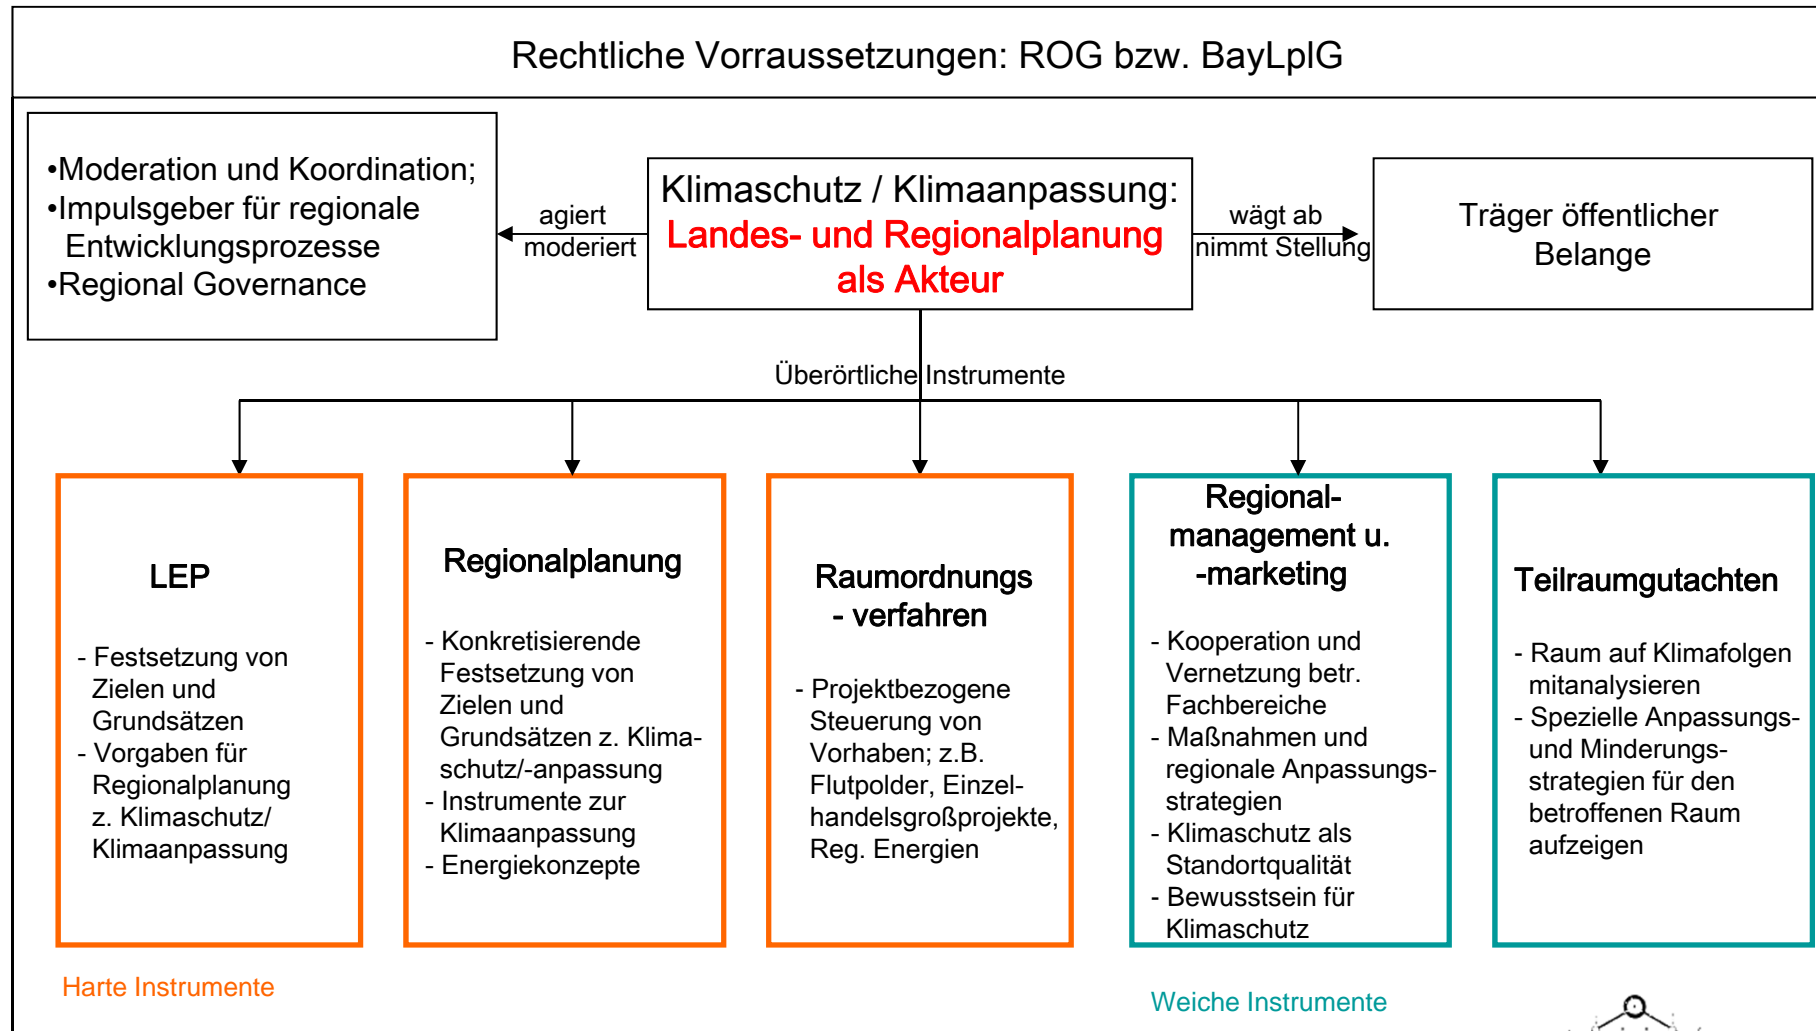 Rechtliche Vorraussetzungen: ROG bzw. BayLplG
•Moderation und Koordination;
•Impulsgeber für regionale
Entwicklungsprozesse
•Regional Governance
agiert
moderiert
Klimaschutz / Klimaanpassung:
Landes- und Regionalplanung
als Akteur
wägt ab
nimmt Stellung
Träger öffentlicher
Belange
Überörtliche Instrumente
LEP
- Festsetzung von
Zielen und
Grundsätzen
- Vorgaben für
Regionalplanung
z. Klimaschutz/
Klimaanpassung
Regionalplanung
- Konkretisierende
Festsetzung von
Zielen und
Grundsätzen z. Klima-
schutz/-anpassung
- Instrumente zur
Klimaanpassung
- Energiekonzepte
Raumordnungs
- verfahren
- Projektbezogene
Steuerung von
Vorhaben; z.B.
Flutpolder, Einzel-
handelsgroßprojekte,
Reg. Energien
Regional-
management u.
-marketing
- Kooperation und
Vernetzung betr.
Fachbereiche
- Maßnahmen und
regionale Anpassungs-
strategien
- Klimaschutz als
Standortqualität
- Bewusstsein für
Klimaschutz
Teilraumgutachten
- Raum auf Klimafolgen
mitanalysieren
- Spezielle Anpassungs-
und Minderungs-
strategien für den
betroffenen Raum
aufzeigen
Harte Instrumente
Weiche Instrumente